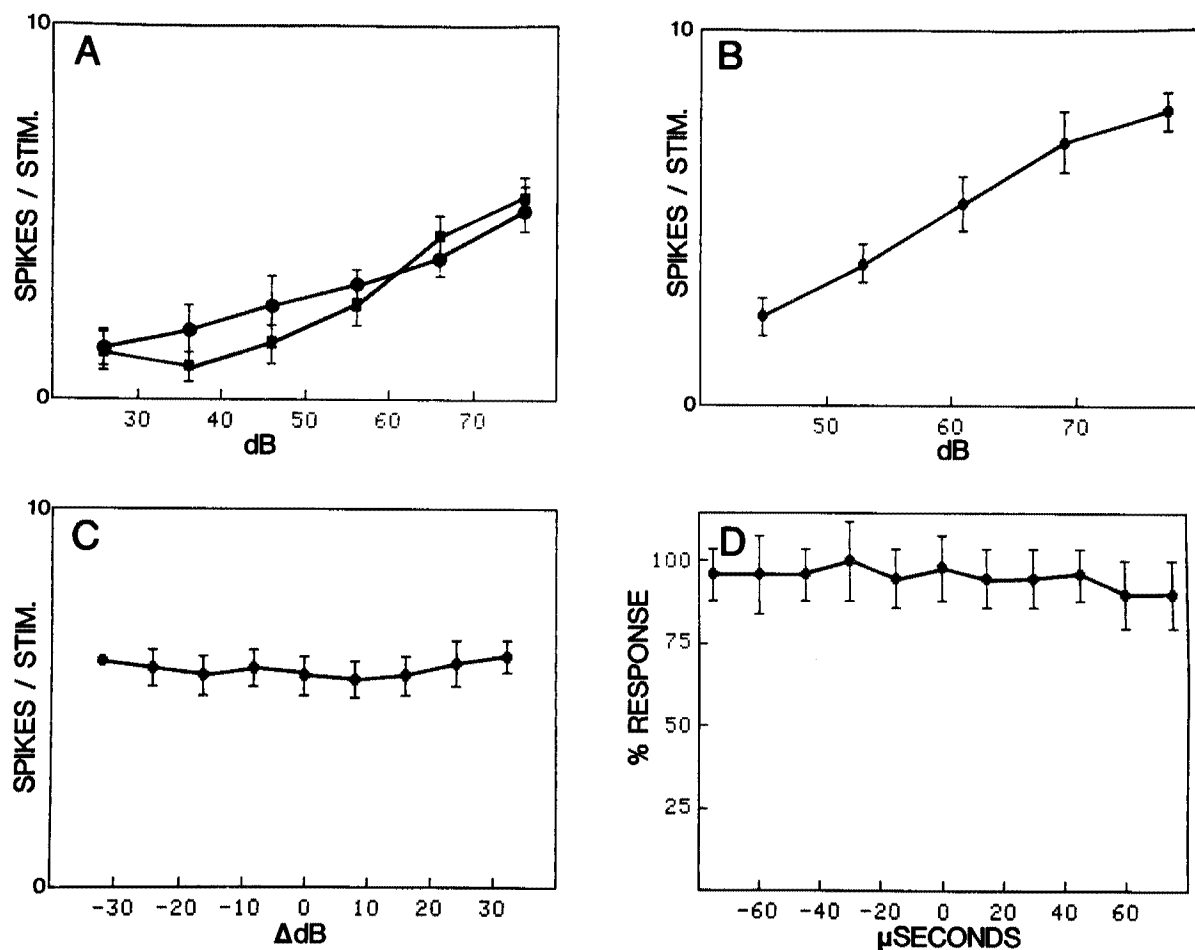 A
10
SPIKES / STIM.
0
30 40 50 60 70
dB
B
10
SPIKES / STIM.
0
50 60 70
dB
C
10
SPIKES / STIM.
0
-30 -20 -10 0 10 20 30
ΔdB
D
100
75
50
25
% RESPONSE
-60 -40 -20 0 20 40 60
µSECONDS